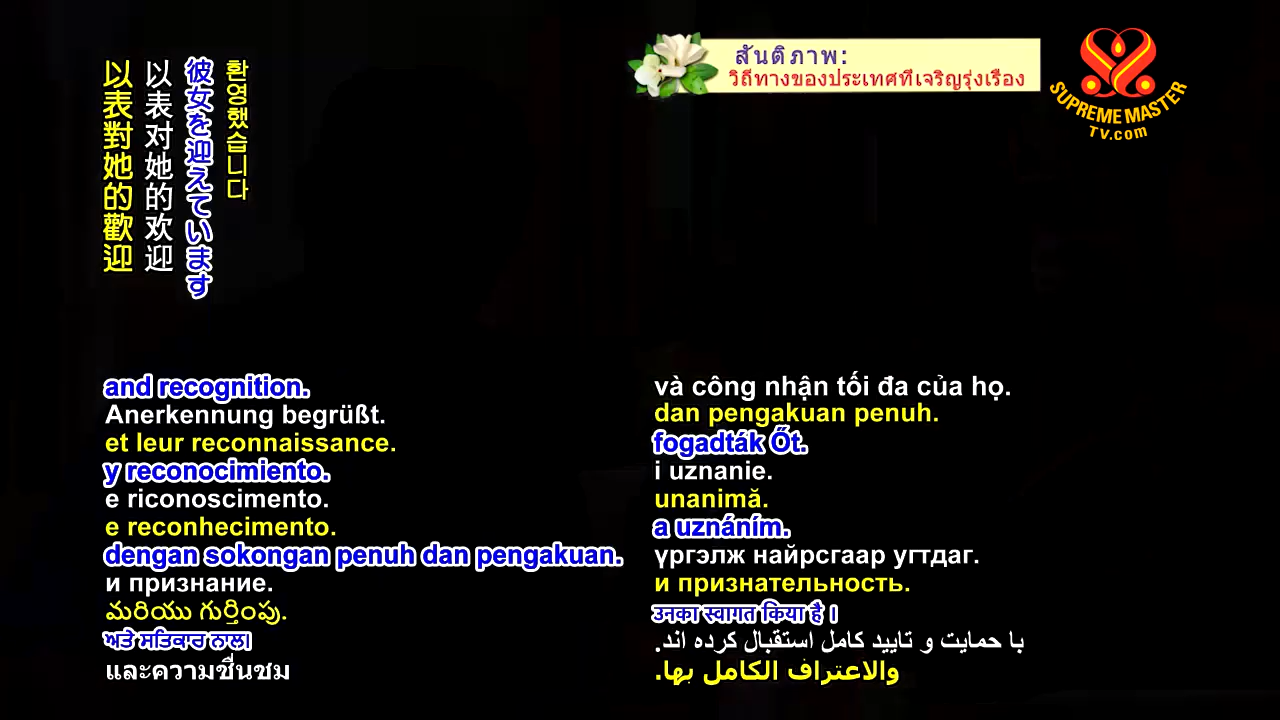 สันติภาพ:
วิถีทางของประเทศที่เจริญรุ่งเรือง
SUPREME MASTER
TV.com
환영했습니다
彼女を迎えています
以表对她的欢迎
以表對她的歡迎
and recognition.
Anerkennung begrüßt.
et leur reconnaissance.
y reconocimiento.
e riconoscimento.
e reconhecimento.
dengan sokongan penuh dan pengakuan.
и признание.
మరియు గుర్తింపు.
ਅਤੇ ਸਤਿਕਾਰ ਨਾਲ।
และความชื่นชม
và công nhận tối đa của họ.
dan pengakuan penuh.
fogadták Őt.
i uznanie.
unanimă.
a uznáním.
үргэлж найрсгаар угтдаг.
и признательность.
उनका स्वागत किया है ।
با حمایت و تایید کامل استقبال کرده اند.
والاعتراف الكامل بها.